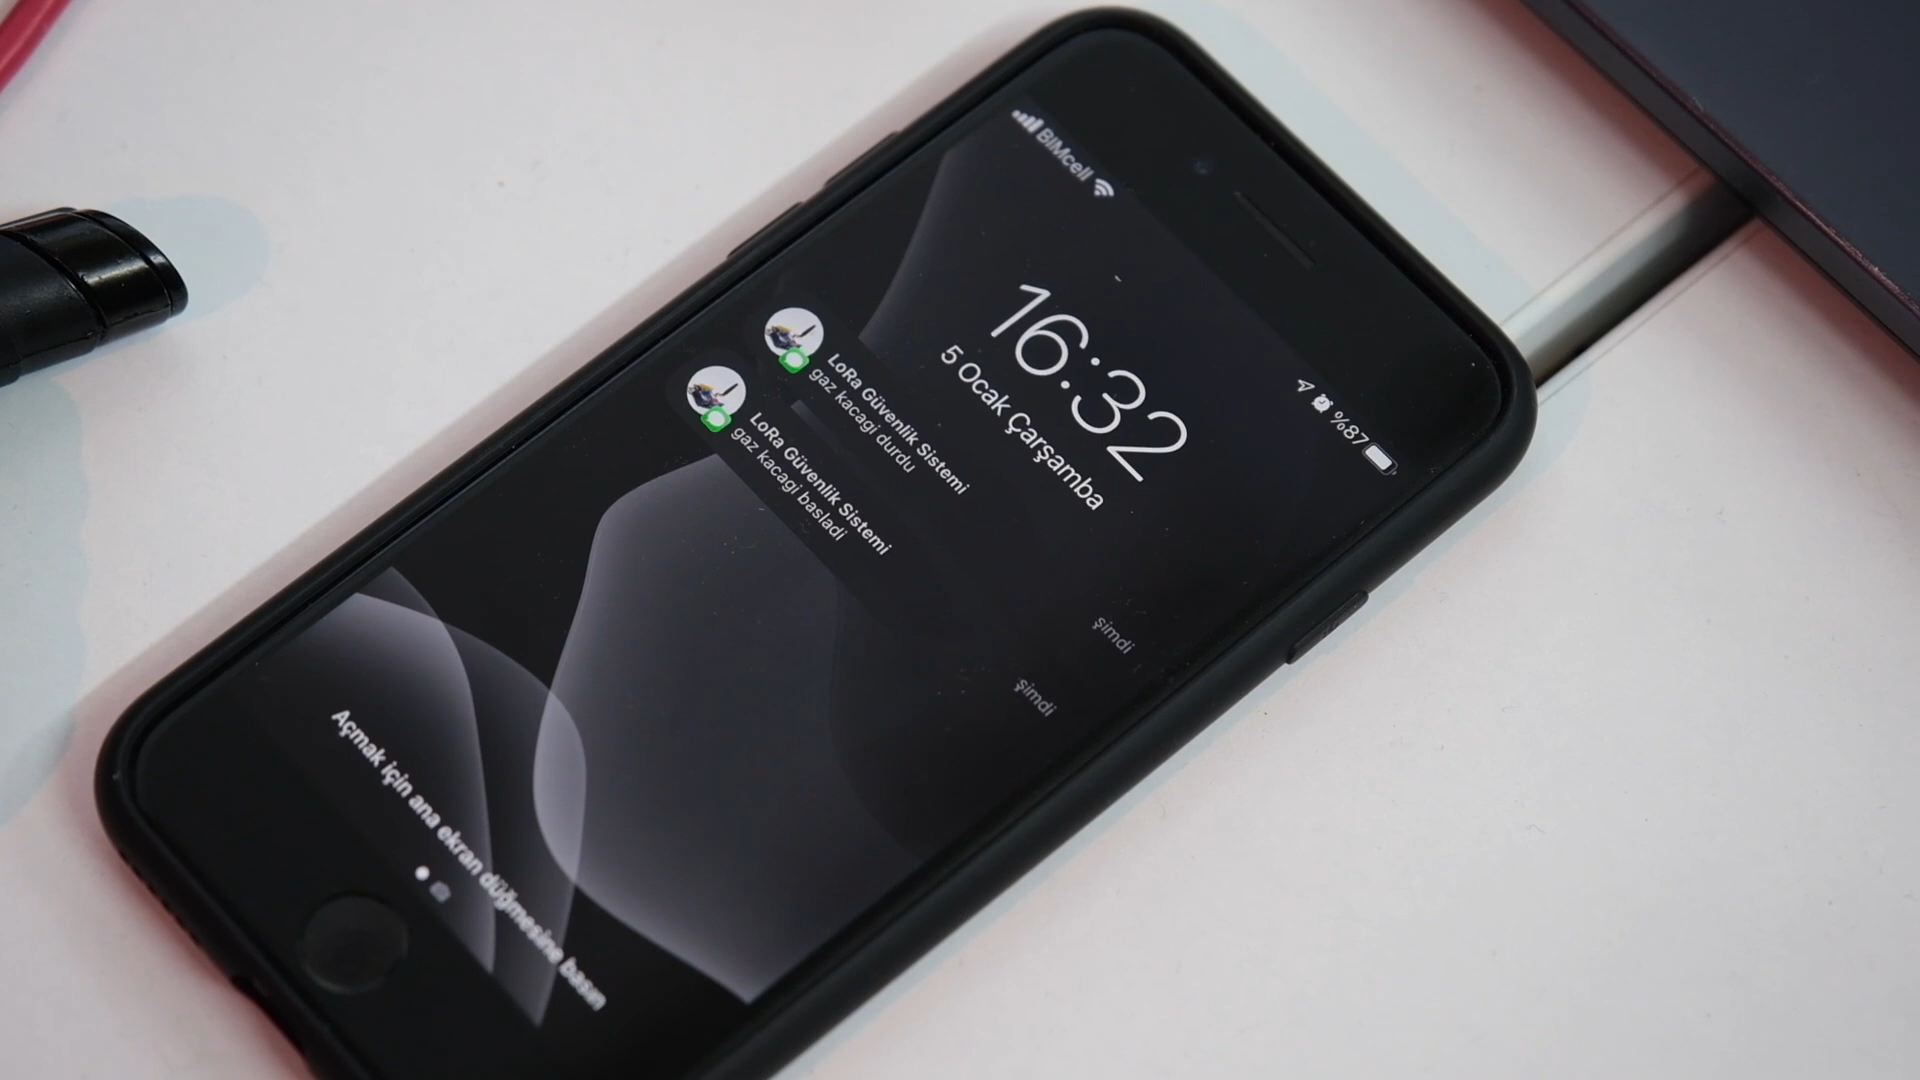 BIMcell
%87
16:32
5 Ocak Çarşamba
LoRa Güvenlik Sistemi
şimdi
gaz kacagi durdu
LoRa Güvenlik Sistemi
şimdi
gaz kacagi basladi
Açmak için ana ekran düğmesine basın